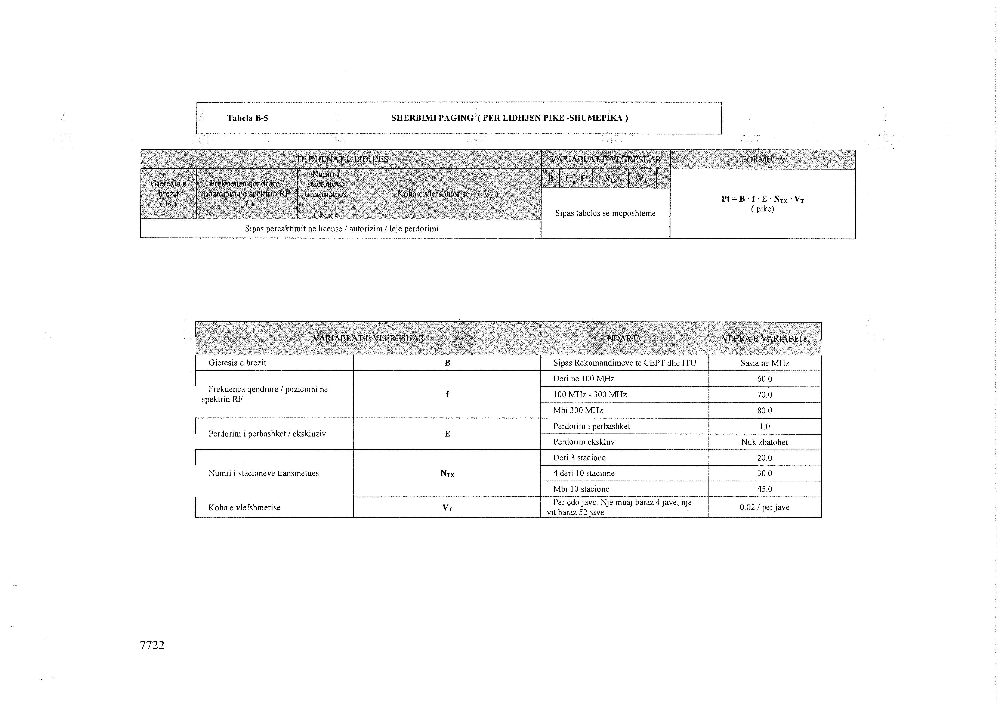 Tabela B-5 SHERBIMI PAGING ( PER LIDHJEN PIKE -SHUMEPIKA )
TE DHENAT E LIDHJES VARIABLAT E VLERESUAR FORMULA
Gjeresia e
brezit
( B )
Frekuenca qendrore /
pozicioni ne spektrin RF
( f )
Numri i
stacioneve
transmetues
e
( NTX )
Koha e vlefshmerise ( VT )
B f E NTX VT
Sipas tabeles se meposhteme
Pt = B · f · E · NTX · VT
( pike)
Sipas percaktimit ne license / autorizim / leje perdorimi
VARIABLAT E VLERESUAR NDARJA VLERA E VARIABLIT
Gjeresia e brezit B Sipas Rekomandimeve te CEPT dhe ITU Sasia ne MHz
Frekuenca qendrore / pozicioni ne
spektrin RF
f
Deri ne 100 MHz 60.0
100 MHz - 300 MHz 70.0
Mbi 300 MHz 80.0
Perdorim i perbashket / ekskluziv E
Perdorim i perbashket 1.0
Perdorim ekskluv Nuk zbatohet
Numri i stacioneve transmetues NTX
Deri 3 stacione 20.0
4 deri 10 stacione 30.0
Mbi 10 stacione 45.0
Koha e vlefshmerise VT
Per çdo jave. Nje muaj baraz 4 jave, nje
vit baraz 52 jave
0.02 / per jave
7722